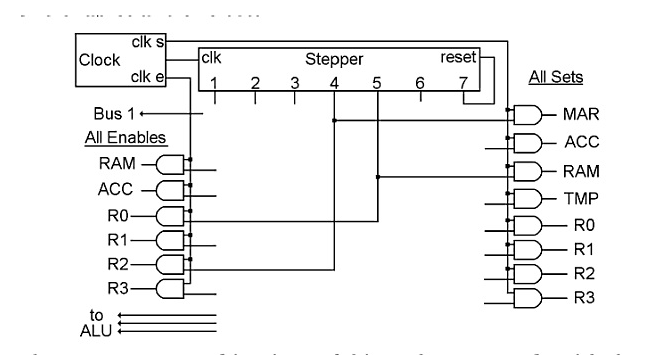 clk s
Clock
clk e
clk Stepper reset
1 2 3 4 5 6 7
All Sets
Bus 1
All Enables
RAM
ACC
R0
R1
R2
R3
to
ALU
MAR
ACC
RAM
TMP
R0
R1
R2
R3